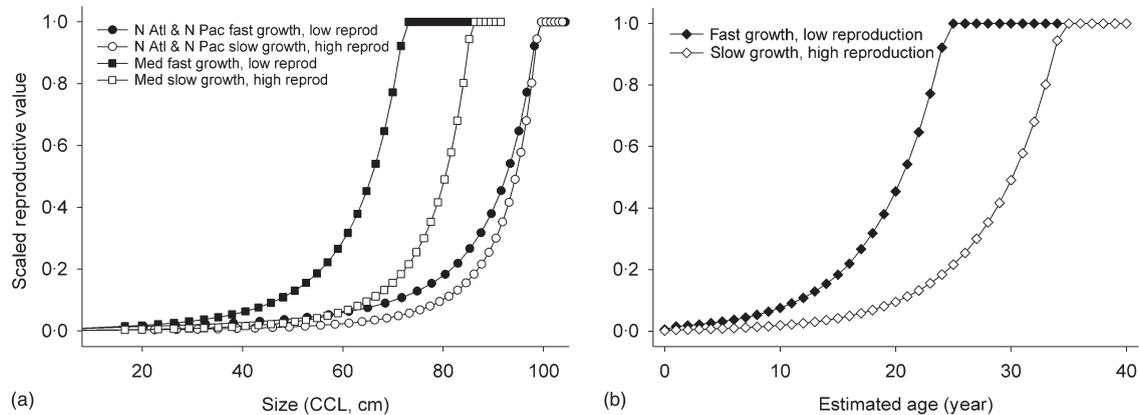 N Atl & N Pac fast growth, low reprod
N Atl & N Pac slow growth, high reprod
Med fast growth, low reprod
Med slow growth, high reprod
Scaled reproductive value
1·0
0·8
0·6
0·4
0·2
0·0
20 40 60 80 100
(a)
Size (CCL, cm)
Fast growth, low reproduction
Slow growth, high reproduction
1·0
0·8
0·6
0·4
0·2
0·0
0 10 20 30 40
(b)
Estimated age (year)